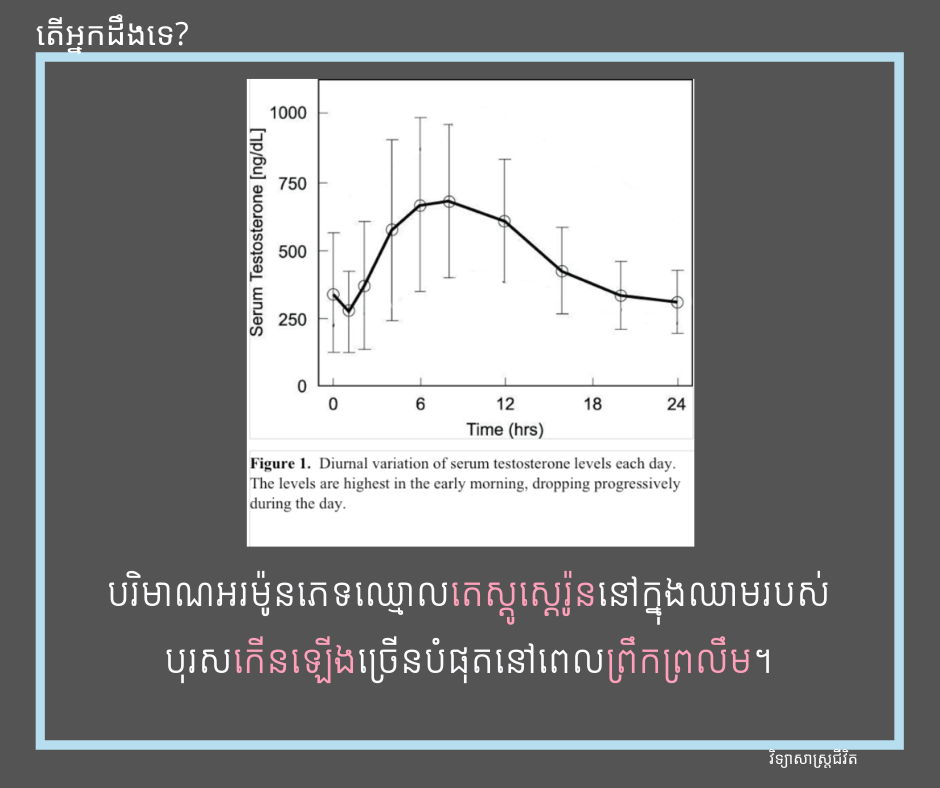 តើអ្នកដឹងទេ?
1000
750
500
250
0
Serum Testosterone [ng/dL]
0 6 12 18 24
Time (hrs)
Figure 1. Diurnal variation of serum testosterone levels each day.
The levels are highest in the early morning, dropping progressively
during the day.
បរិមាណអរម៉ូនភេទឈ្មោលតេស្តូស្តេរ៉ូននៅក្នុងឈាមរបស់
បុរសកើនឡើងច្រើនបំផុតនៅពេលព្រឹកព្រលឹម។
វិទ្យាសាស្ត្រជីវិត